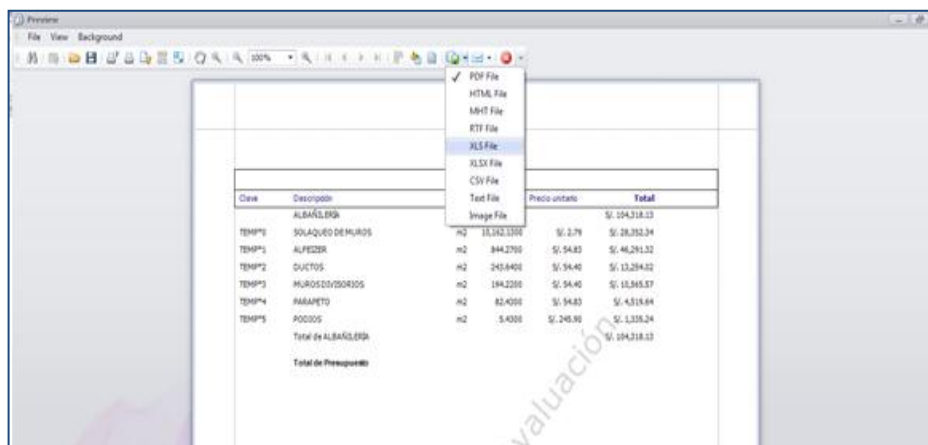 Preview
File View Background
100%
PDF File
HTML File
MHT File
RTF File
XLS File
XLSX File
CSV File
Text File
Image File
Clave Descripción Precio unitario Total
ALBAÑILERÍA S/. 104,318.13
TEMP*0 SOLAQUEO DE MUROS m2 10,162.1300 S/. 2.79 S/. 28,352.34
TEMP*1 ALFEIZER m2 844.2700 S/. 54.83 S/. 46,291.32
TEMP*2 DUCTOS m2 243.6400 S/. 54.40 S/. 13,254.02
TEMP*3 MUROS DIVISORIOS m2 194.2200 S/. 54.40 S/. 10,565.57
TEMP*4 PARAPETO m2 82.4300 S/. 54.83 S/. 4,519.64
TEMP*5 PODIOS m2 5.4300 S/. 245.90 S/. 1,335.24
Total de ALBAÑILERÍA S/. 104,318.13
Total de Presupuesto
valuación